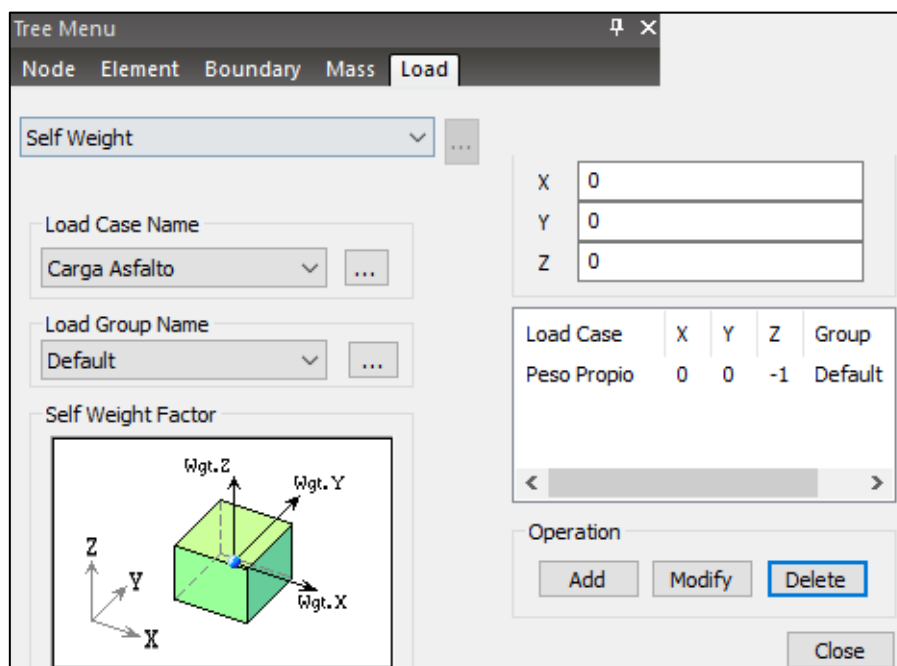 Tree Menu
Node Element Boundary Mass Load
Self Weight
...
Load Case Name
Carga Asfalto
...
Load Group Name
Default
...
Self Weight Factor
Wgt.Z
Wgt.Y
Wgt.X
Z
Y
X
X 0
Y 0
Z 0
Load Case X Y Z Group
Peso Propio 0 0 -1 Default
Operation
Add Modify Delete
Close